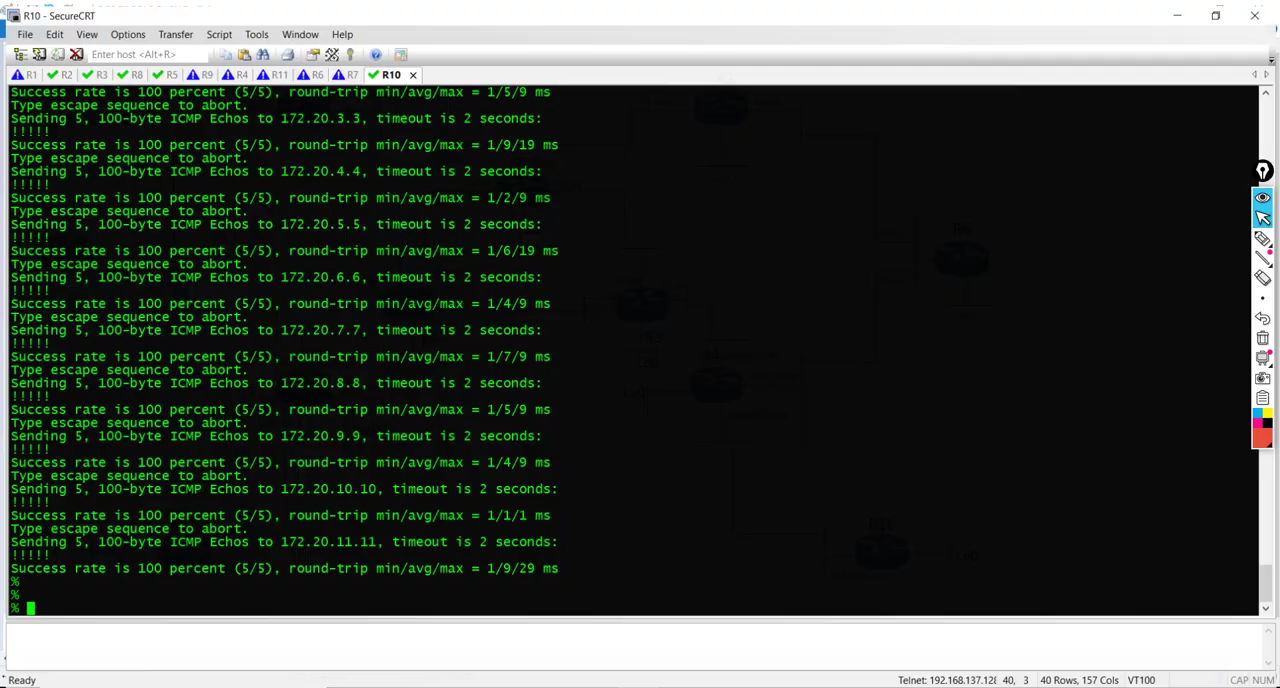 R10 - SecureCRT
File Edit View Options Transfer Script Tools Window Help
Enter host <Alt+R>
R1 R2 R3 R8 R5 R9 R4 R11 R6 R7 R10
Success rate is 100 percent (5/5), round-trip min/avg/max = 1/5/9 ms
Type escape sequence to abort.
Sending 5, 100-byte ICMP Echos to 172.20.3.3, timeout is 2 seconds:
!!!!!
Success rate is 100 percent (5/5), round-trip min/avg/max = 1/9/19 ms
Type escape sequence to abort.
Sending 5, 100-byte ICMP Echos to 172.20.4.4, timeout is 2 seconds:
!!!!!
Success rate is 100 percent (5/5), round-trip min/avg/max = 1/2/9 ms
Type escape sequence to abort.
Sending 5, 100-byte ICMP Echos to 172.20.5.5, timeout is 2 seconds:
!!!!!
Success rate is 100 percent (5/5), round-trip min/avg/max = 1/6/19 ms
Type escape sequence to abort.
Sending 5, 100-byte ICMP Echos to 172.20.6.6, timeout is 2 seconds:
!!!!!
Success rate is 100 percent (5/5), round-trip min/avg/max = 1/4/9 ms
Type escape sequence to abort.
Sending 5, 100-byte ICMP Echos to 172.20.7.7, timeout is 2 seconds:
!!!!!
Success rate is 100 percent (5/5), round-trip min/avg/max = 1/7/9 ms
Type escape sequence to abort.
Sending 5, 100-byte ICMP Echos to 172.20.8.8, timeout is 2 seconds:
!!!!!
Success rate is 100 percent (5/5), round-trip min/avg/max = 1/5/9 ms
Type escape sequence to abort.
Sending 5, 100-byte ICMP Echos to 172.20.9.9, timeout is 2 seconds:
!!!!!
Success rate is 100 percent (5/5), round-trip min/avg/max = 1/4/9 ms
Type escape sequence to abort.
Sending 5, 100-byte ICMP Echos to 172.20.10.10, timeout is 2 seconds:
!!!!!
Success rate is 100 percent (5/5), round-trip min/avg/max = 1/1/1 ms
Type escape sequence to abort.
Sending 5, 100-byte ICMP Echos to 172.20.11.11, timeout is 2 seconds:
!!!!!
Success rate is 100 percent (5/5), round-trip min/avg/max = 1/9/29 ms
%
%
%
Ready Telnet: 192.168.137.128 40, 3 40 Rows, 157 Cols VT100 CAP NUM